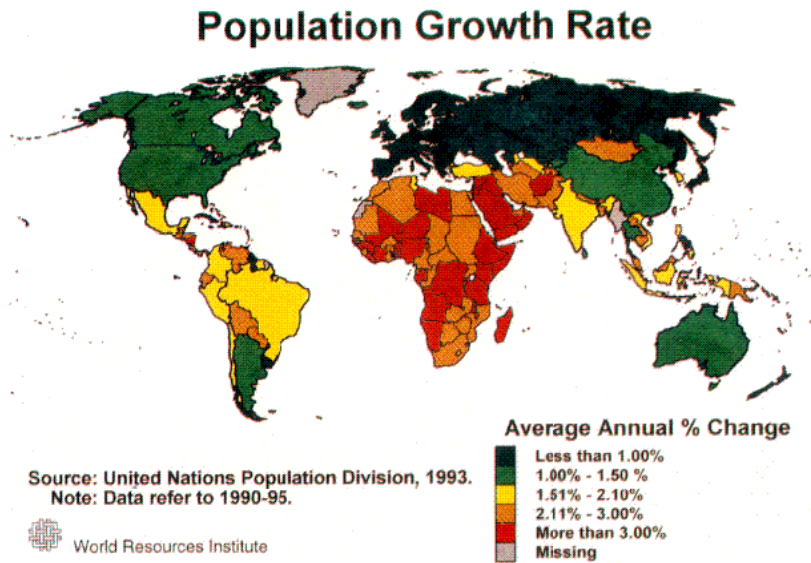 Population Growth Rate
Average Annual % Change
Less than 1.00%
1.00% - 1.50 %
1.51% - 2.10%
2.11% - 3.00%
More than 3.00%
Missing
Source: United Nations Population Division, 1993.
Note: Data refer to 1990-95.
World Resources Institute